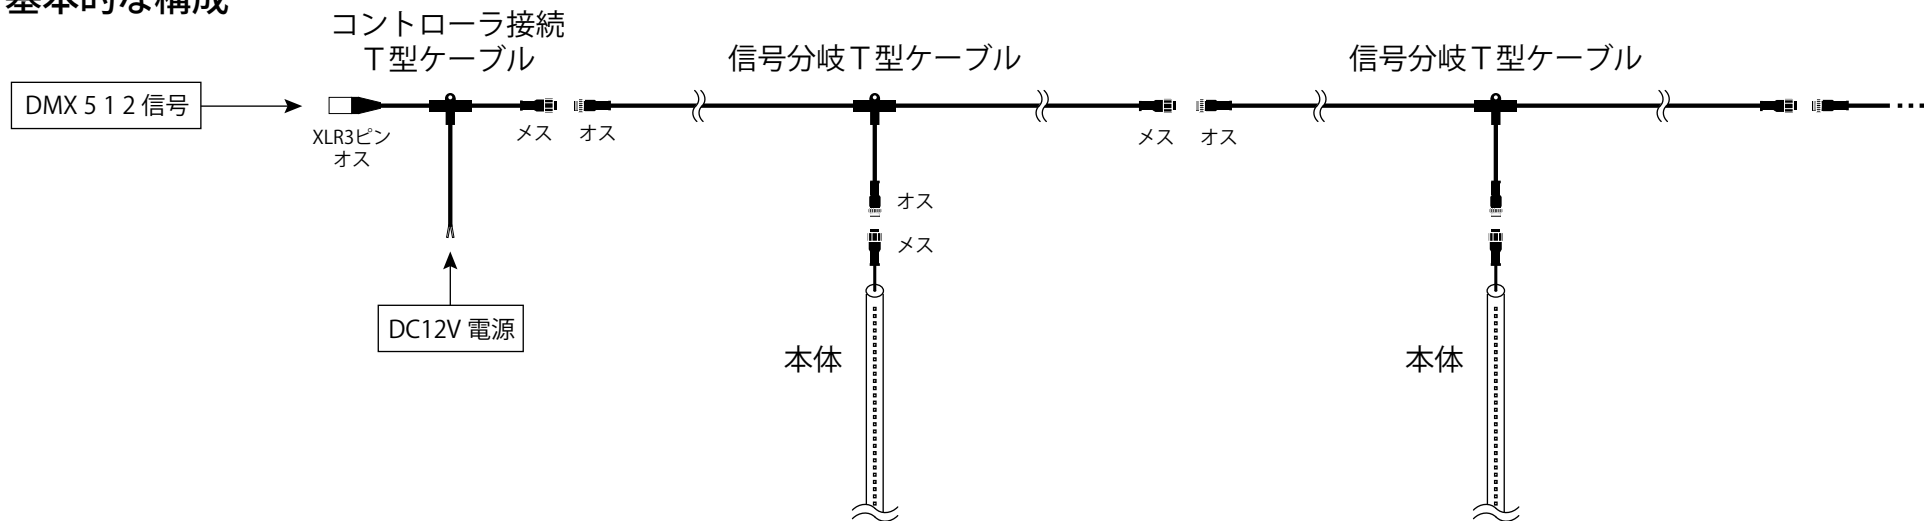 基本的な構成
コントローラ接続
T型ケーブル
信号分岐T型ケーブル
信号分岐T型ケーブル
DMX 5 1 2 信号
XLR3ピン
オス
メス
オス
メス
オス
オス
メス
DC12V 電源
本体
本体